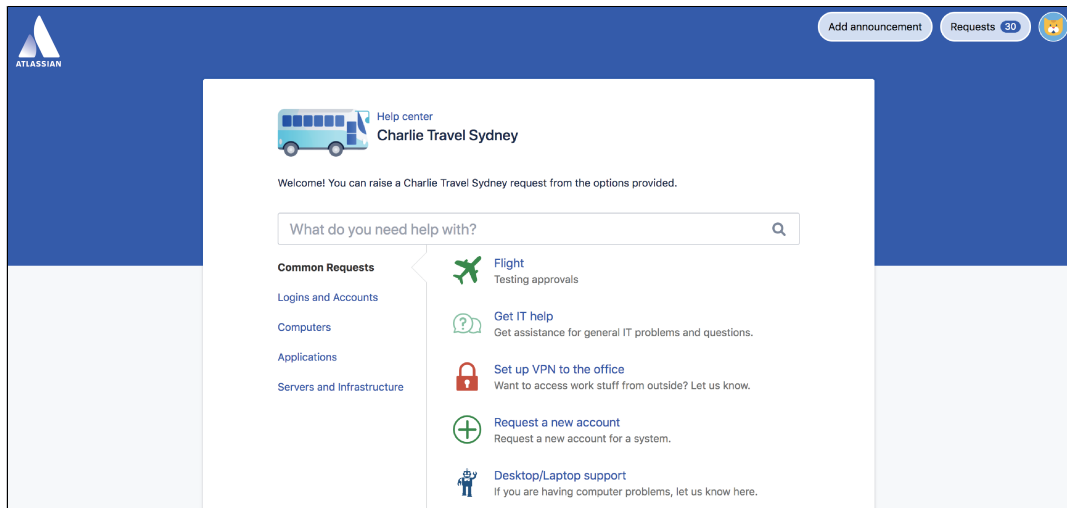 ATLASSIAN
Add announcement
Requests 30
Help center
Charlie Travel Sydney
Welcome! You can raise a Charlie Travel Sydney request from the options provided.
What do you need help with?
Common Requests
Logins and Accounts
Computers
Applications
Servers and Infrastructure
Flight
Testing approvals
Get IT help
Get assistance for general IT problems and questions.
Set up VPN to the office
Want to access work stuff from outside? Let us know.
Request a new account
Request a new account for a system.
Desktop/Laptop support
If you are having computer problems, let us know here.